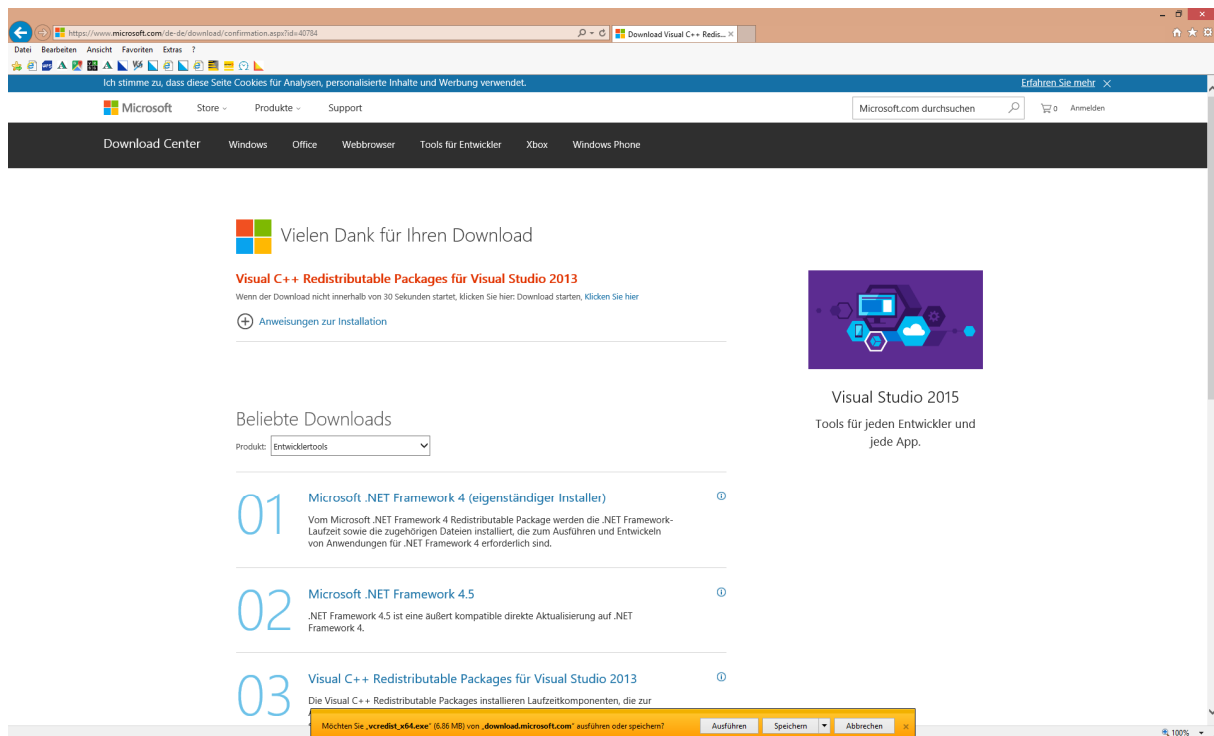 https://www.microsoft.com/de-de/download/confirmation.aspx?id=40784
Download Visual C++ Redis...
Datei Bearbeiten Ansicht Favoriten Extras ?
Ich stimme zu, dass diese Seite Cookies für Analysen, personalisierte Inhalte und Werbung verwendet. Erfahren Sie mehr
Microsoft Store Produkte Support Microsoft.com durchsuchen 0 Anmelden
Download Center Windows Office Webbrowser Tools für Entwickler Xbox Windows Phone
Vielen Dank für Ihren Download
Visual C++ Redistributable Packages für Visual Studio 2013
Wenn der Download nicht innerhalb von 30 Sekunden startet, klicken Sie hier: Download starten, Klicken Sie hier
Anweisungen zur Installation
Visual Studio 2015
Tools für jeden Entwickler und
jede App.
Beliebte Downloads
Produkt: Entwicklertools
01 Microsoft .NET Framework 4 (eigenständiger Installer)
Vom Microsoft .NET Framework 4 Redistributable Package werden die .NET Framework-
Laufzeit sowie die zugehörigen Dateien installiert, die zum Ausführen und Entwickeln
von Anwendungen für .NET Framework 4 erforderlich sind.
02 Microsoft .NET Framework 4.5
.NET Framework 4.5 ist eine äußert kompatible direkte Aktualisierung auf .NET
Framework 4.
03 Visual C++ Redistributable Packages für Visual Studio 2013
Die Visual C++ Redistributable Packages installieren Laufzeitkomponenten, die zur
Möchten Sie „vcredist_x64.exe“ (6.86 MB) von „download.microsoft.com“ ausführen oder speichern? Ausführen Speichern Abbrechen
100%